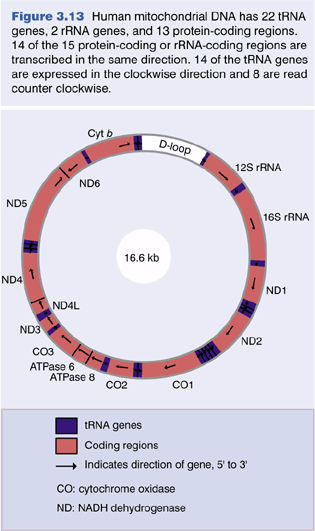 Figure 3.13 Human mitochondrial DNA has 22 tRNA
genes, 2 rRNA genes, and 13 protein-coding regions.
14 of the 15 protein-coding or rRNA-coding regions are
transcribed in the same direction. 14 of the tRNA genes
are expressed in the clockwise direction and 8 are read
counter clockwise.
Cyt b
D-loop
12S rRNA
ND6
16S rRNA
ND5
16.6 kb
ND4
ND1
ND4L
ND3
ND2
CO3
ATPase 6
ATPase 8
CO2
CO1
tRNA genes
Coding regions
Indicates direction of gene, 5' to 3'
CO: cytochrome oxidase
ND: NADH dehydrogenase